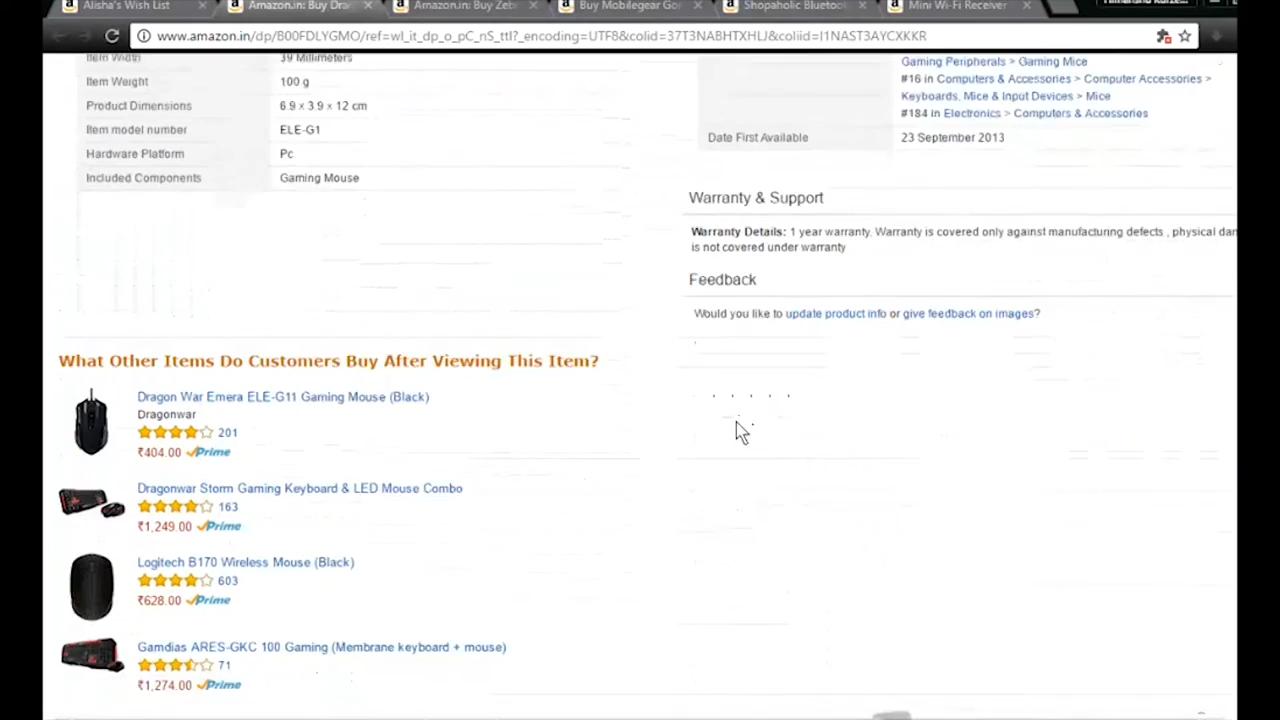 Alisha's Wish List
Amazon.in: Buy Dra
Amazon.in: Buy Zeb
Buy Mobilegear Gor
Shopaholic Bluetoo
Mini Wi-Fi Receiver
www.amazon.in/dp/B00FDLYGMO/ref=wl_it_dp_o_pC_nS_ttl?_encoding=UTF8&colid=37T3NABHTXHLJ&coliid=I1NAST3AYCXKKR
Item Width 39 Millimeters
Item Weight 100 g
Product Dimensions 6.9 x 3.9 x 12 cm
Item model number ELE-G1
Hardware Platform Pc
Included Components Gaming Mouse
Gaming Peripherals > Gaming Mice
#16 in Computers & Accessories > Computer Accessories >
Keyboards, Mice & Input Devices > Mice
#184 in Electronics > Computers & Accessories
Date First Available 23 September 2013
Warranty & Support
Warranty Details: 1 year warranty. Warranty is covered only against manufacturing defects , physical dan
is not covered under warranty
Feedback
Would you like to update product info or give feedback on images?
What Other Items Do Customers Buy After Viewing This Item?
Dragon War Emera ELE-G11 Gaming Mouse (Black)
Dragonwar
201
₹404.00 Prime
Dragonwar Storm Gaming Keyboard & LED Mouse Combo
163
₹1,249.00 Prime
Logitech B170 Wireless Mouse (Black)
603
₹628.00 Prime
Gamdias ARES-GKC 100 Gaming (Membrane keyboard + mouse)
71
₹1,274.00 Prime